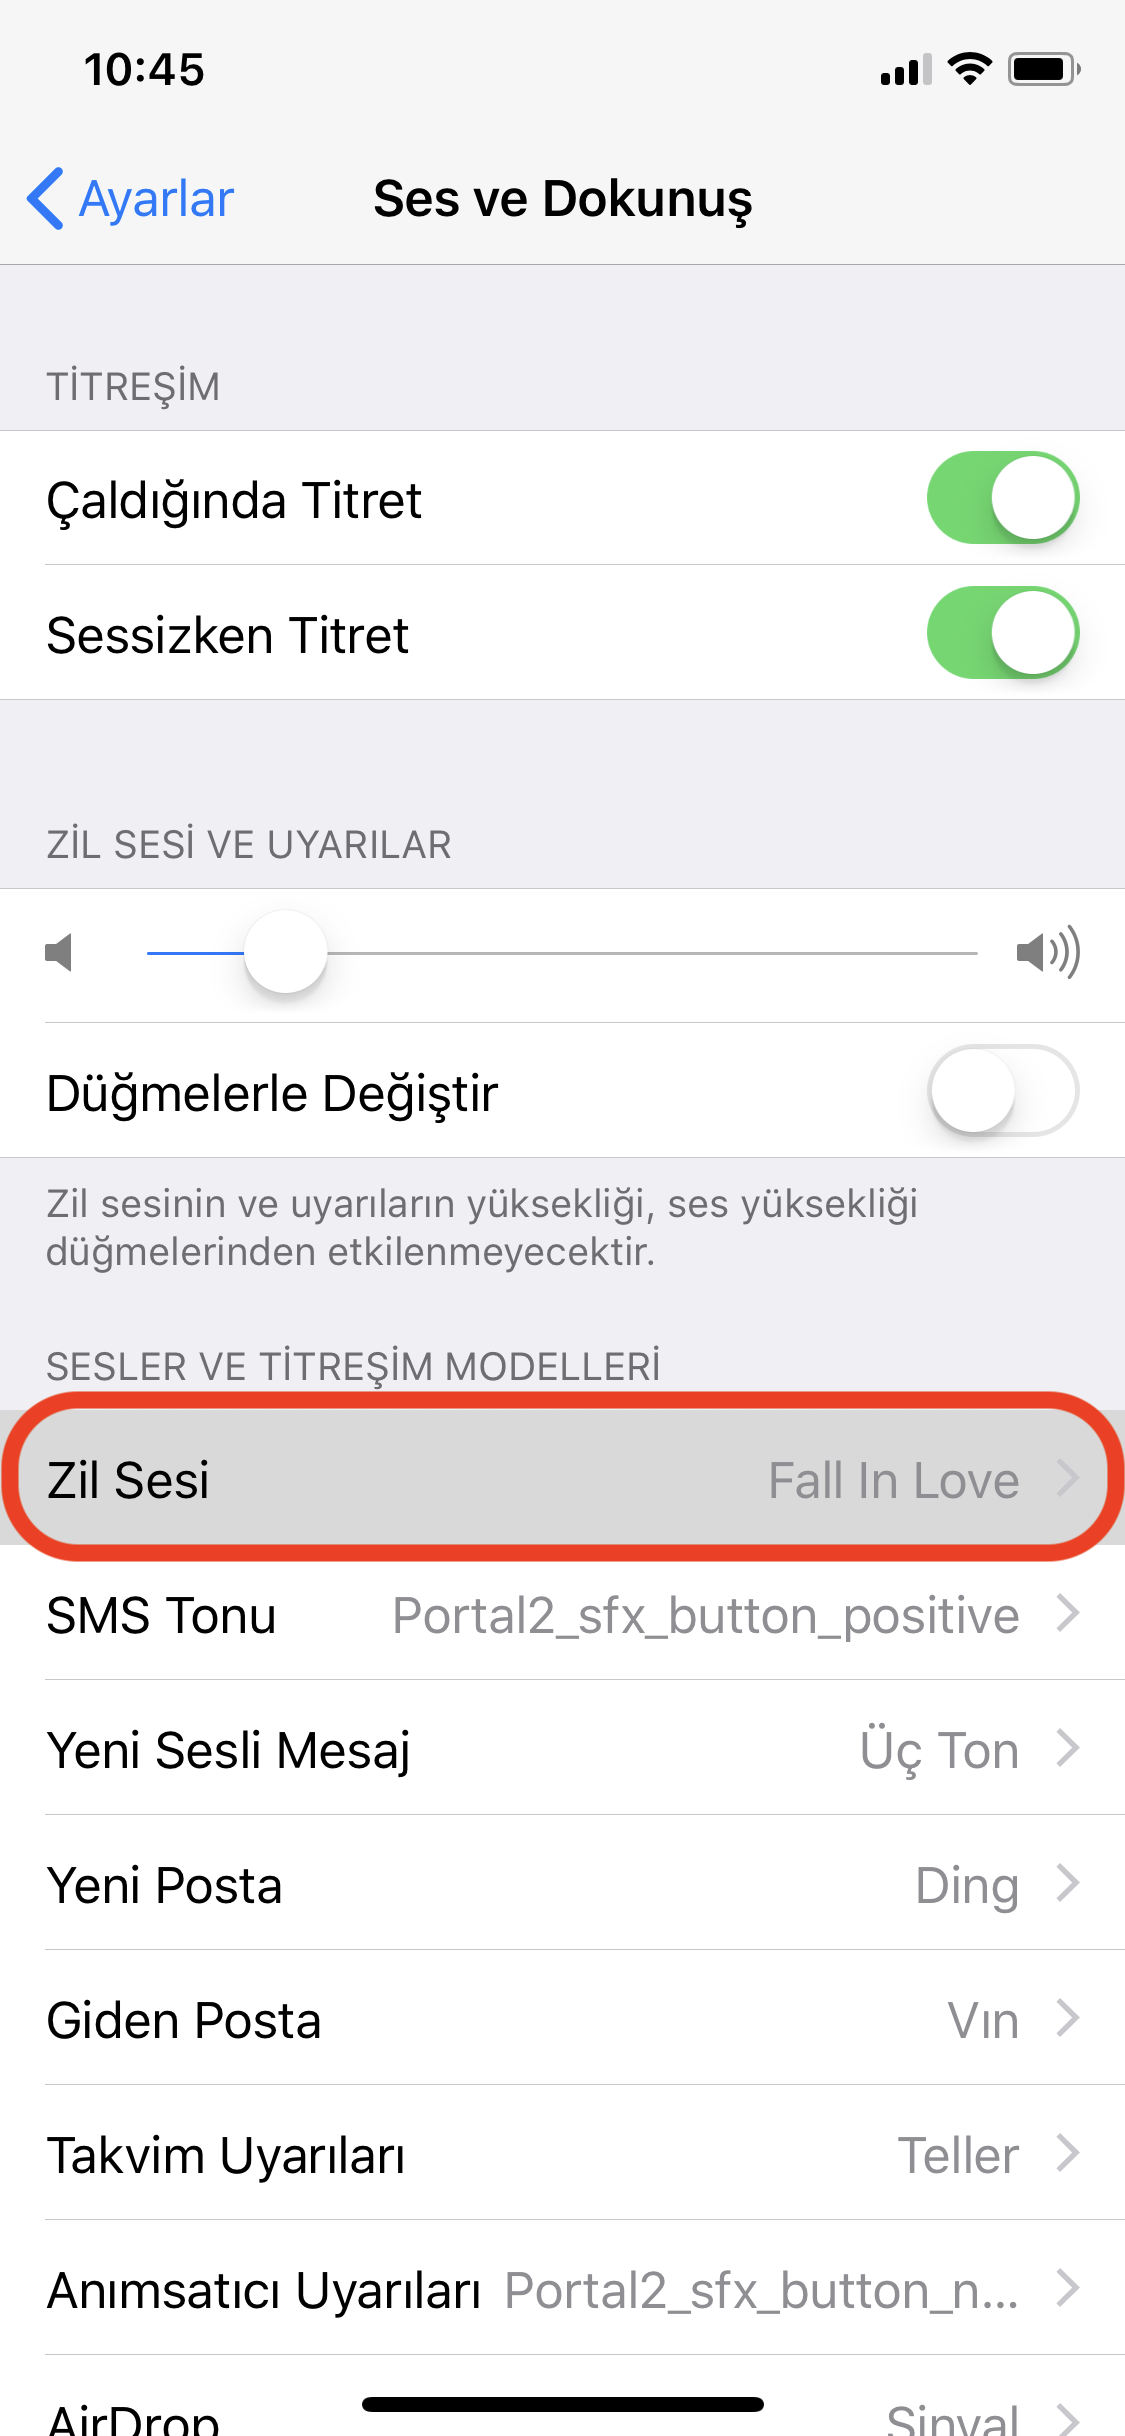 10:45
Ayarlar
Ses ve Dokunuş
TİTREŞİM
Çaldığında Titret
Sessizken Titret
ZİL SESİ VE UYARILAR
Düğmelerle Değiştir
Zil sesinin ve uyarıların yüksekliği, ses yüksekliği
düğmelerinden etkilenmeyecektir.
SESLER VE TİTREŞİM MODELLERİ
Zil Sesi Fall In Love
SMS Tonu Portal2_sfx_button_positive
Yeni Sesli Mesaj Üç Ton
Yeni Posta Ding
Giden Posta Vın
Takvim Uyarıları Teller
Anımsatıcı Uyarıları Portal2_sfx_button_n...
AirDrop Sinyal